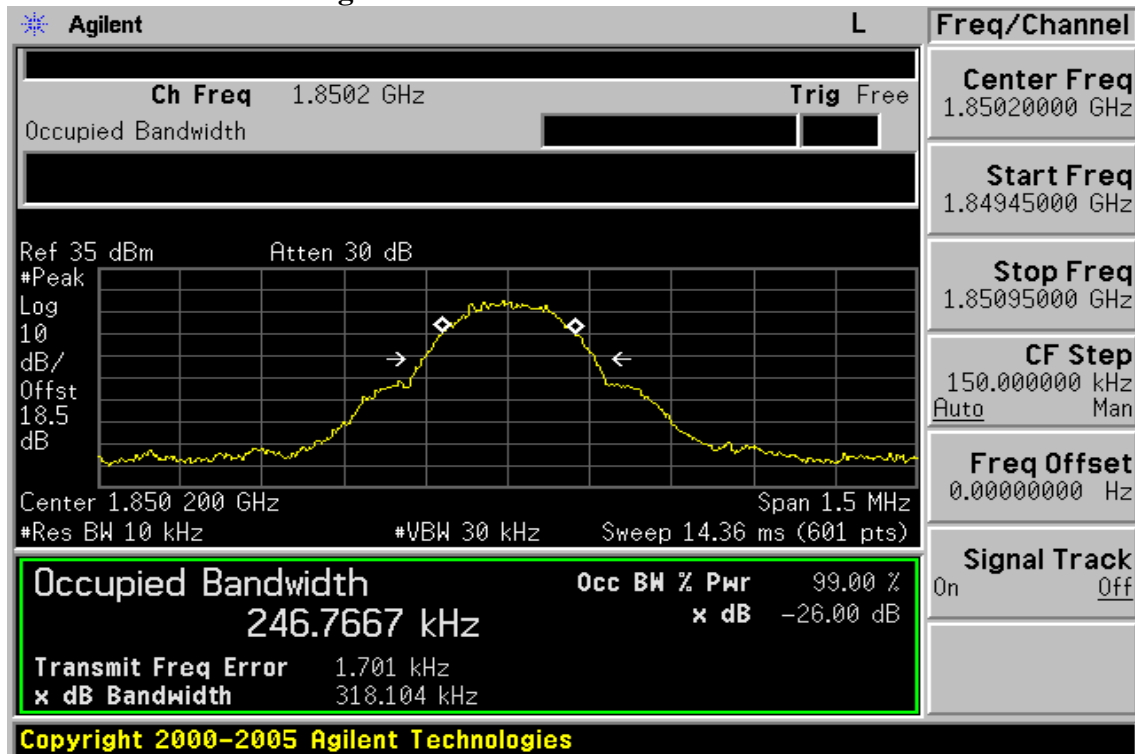 Agilent L
Ch Freq 1.8502 GHz Trig Free
Occupied Bandwidth
Ref 35 dBm Atten 30 dB
#Peak
Log
10
dB/
Offst
18.5
dB
Center 1.850 200 GHz Span 1.5 MHz
#Res BW 10 kHz #VBW 30 kHz Sweep 14.36 ms (601 pts)
Occupied Bandwidth
246.7667 kHz
Occ BW % Pwr 99.00 %
x dB -26.00 dB
Transmit Freq Error 1.701 kHz
x dB Bandwidth 318.104 kHz
Copyright 2000-2005 Agilent Technologies
Freq/Channel
Center Freq
1.85020000 GHz
Start Freq
1.84945000 GHz
Stop Freq
1.85095000 GHz
CF Step
150.000000 kHz
Auto Man
Freq Offset
0.00000000 Hz
Signal Track
On Off